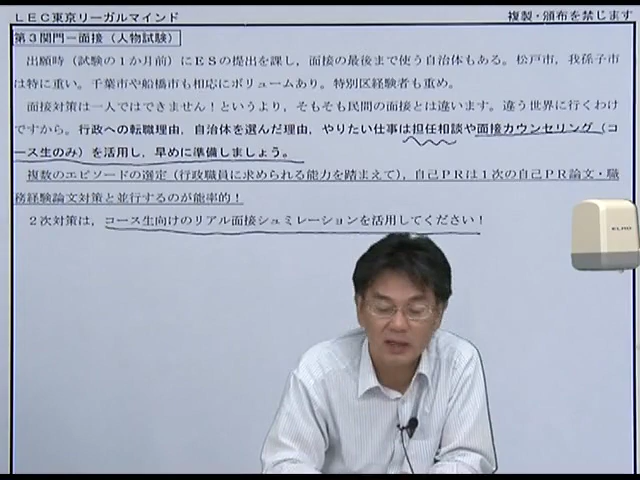 ＬＥＣ東京リーガルマインド
複製・頒布を禁じます
第３関門－面接（人物試験）
出願時（試験の１か月前）にＥＳの提出を課し，面接の最後まで使う自治体もある。松戸市，我孫子市
は特に重い。千葉市や船橋市も相応にボリュームあり。特別区経験者も重め。
面接対策は一人ではできません！というより，そもそも民間の面接とは違います。違う世界に行くわけ
ですから。行政への転職理由，自治体を選んだ理由，やりたい仕事は担任相談や面接カウンセリング（コ
ース生のみ）を活用し，早めに準備しましょう。
複数のエピソードの選定（行政職員に求められる能力を踏まえて），自己ＰＲは１次の自己ＰＲ論文・職
務経験論文対策と並行するのが能率的！
２次対策は，コース生向けのリアル面接シュミレーションを活用してください！
ELMO